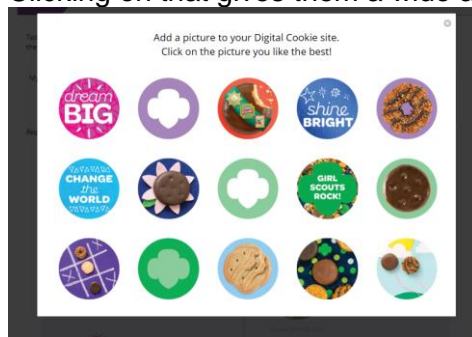 Clicking on that gives them a wide
Add a picture to your Digital Cookie site.
Click on the picture you like the best!
dream
BIG
shine
BRIGHT
CHANGE
the
WORLD
GIRL
SCOUTS
ROCK!